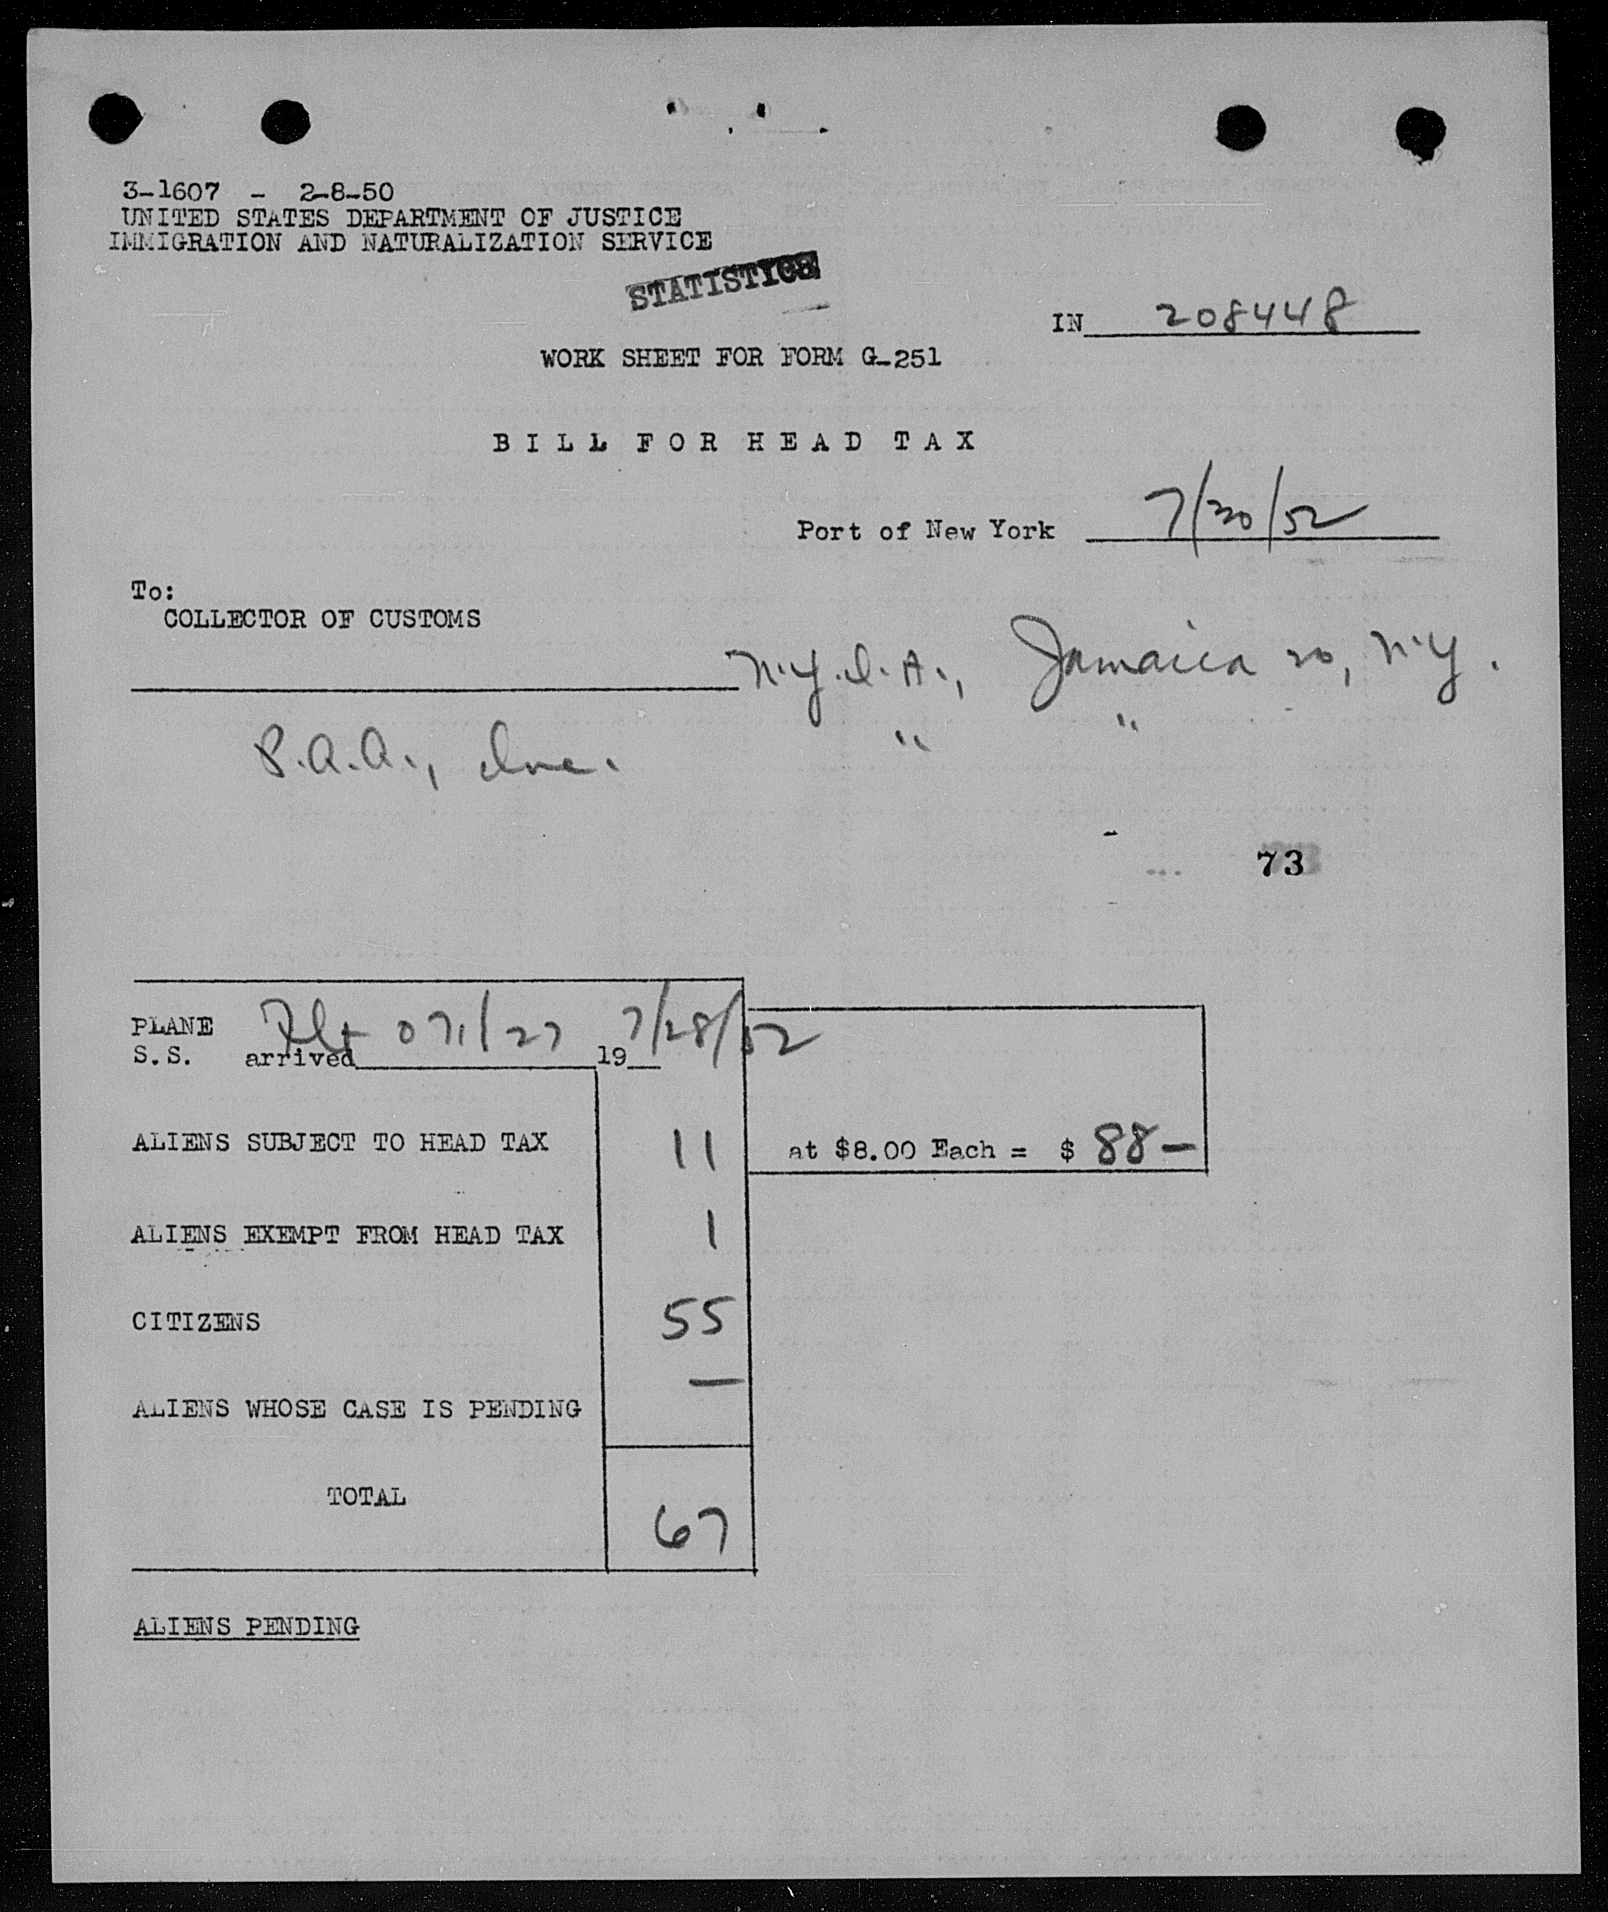 3-1607 - 2-8-50
UNITED STATES DEPARTMENT OF JUSTICE
IMMIGRATION AND NATURALIZATION SERVICE
STATISTICS
IN 208448
WORK SHEET FOR FORM G-251
BILL FOR HEAD TAX
Port of New York 7/30/52
To:
COLLECTOR OF CUSTOMS
N.Y.I.A., Jamaica 20, N.Y.
P.A.A., Inc. " "
73
PLANE Flt 071/27 7/28/52
S.S. arrived 19
ALIENS SUBJECT TO HEAD TAX 11 at $8.00 Each = $ 88-
ALIENS EXEMPT FROM HEAD TAX 1
CITIZENS 55
ALIENS WHOSE CASE IS PENDING —
TOTAL 67
ALIENS PENDING